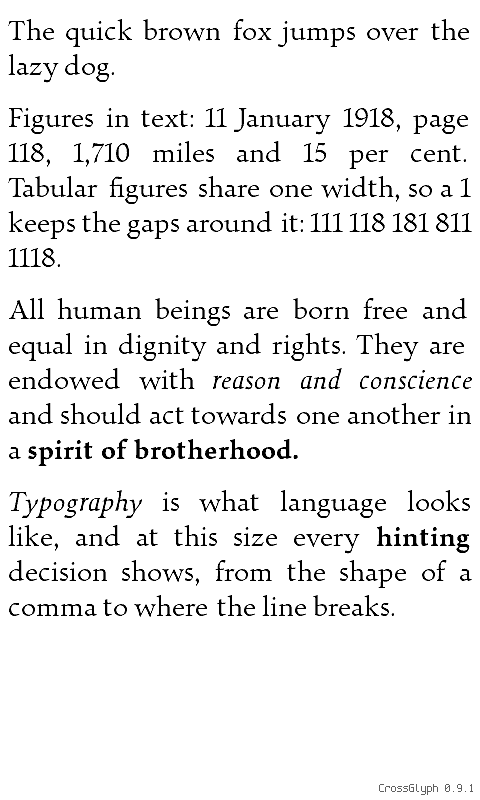 The quick brown fox jumps over the
lazy dog.
Figures in text: 11 January 1918, page
118, 1,710 miles and 15 per cent.
Tabular figures share one width, so a 1
keeps the gaps around it: 111 118 181 811
1118.
All human beings are born free and
equal in dignity and rights. They are
endowed with reason and conscience
and should act towards one another in
a spirit of brotherhood.
Typography is what language looks
like, and at this size every hinting
decision shows, from the shape of a
comma to where the line breaks.
CrossGlyph 0.9.1